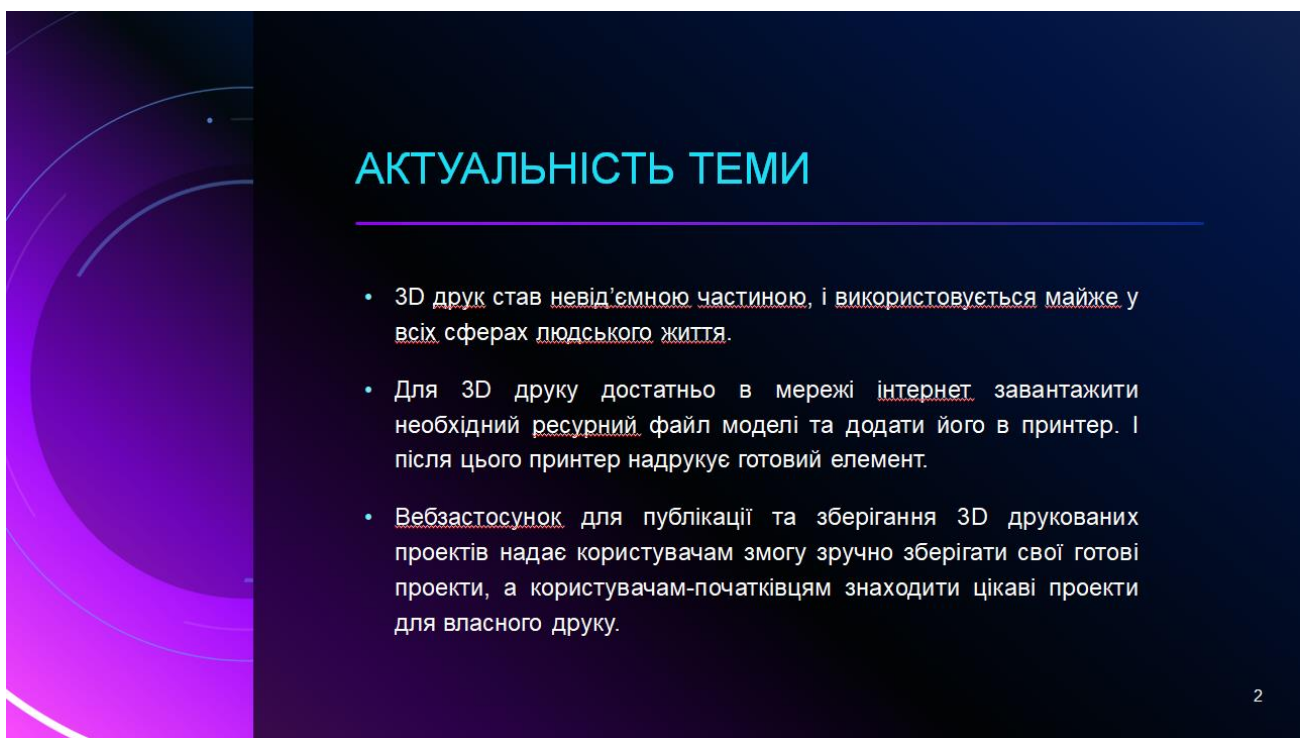 АКТУАЛЬНІСТЬ ТЕМИ
• 3D друк став невід’ємною частиною, і використовується майже у
всіх сферах людського життя.
• Для 3D друку достатньо в мережі інтернет завантажити
необхідний ресурний файл моделі та додати його в принтер. І
після цього принтер надрукує готовий елемент.
• Вебзастосунок для публікації та зберігання 3D друкованих
проектів надає користувачам змогу зручно зберігати свої готові
проекти, а користувачам-початківцям знаходити цікаві проекти
для власного друку.
2